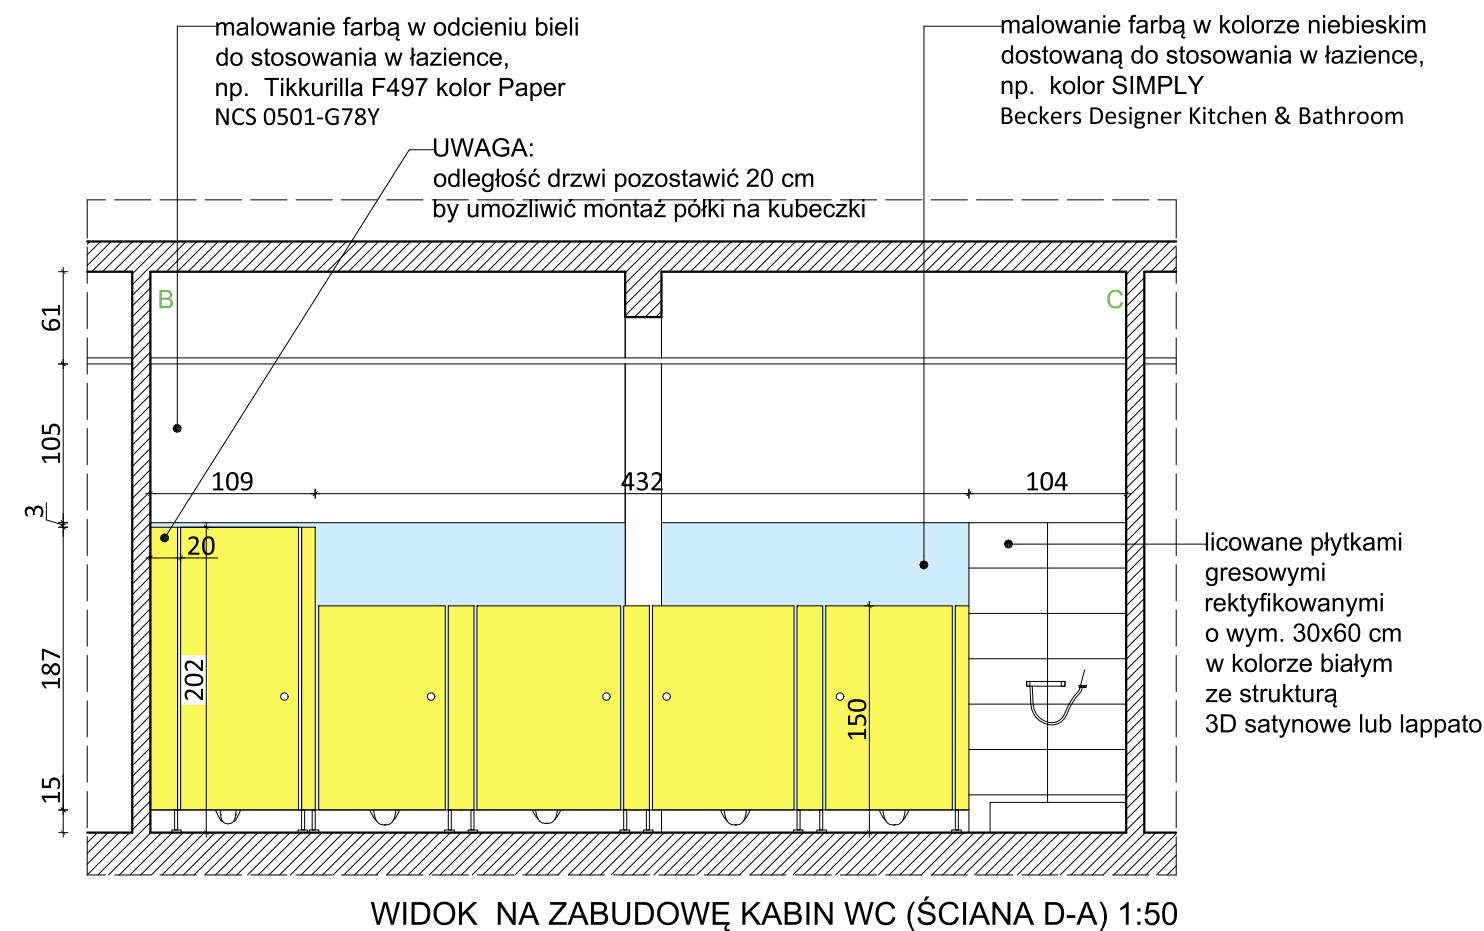 malowanie farbą w odcieniu bieli
do stosowania w łazience,
np. Tikkurilla F497 kolor Paper
NCS 0501-G78Y
malowanie farbą w kolorze niebieskim
dostowaną do stosowania w łazience,
np. kolor SIMPLY
Beckers Designer Kitchen & Bathroom
UWAGA:
odległość drzwi pozostawić 20 cm
by umozliwić montaż półki na kubeczki
B
C
61
105
3
187
15
109
432
104
20
202
150
licowane płytkami
gresowymi
rektyfikowanymi
o wym. 30x60 cm
w kolorze białym
ze strukturą
3D satynowe lub lappato
WIDOK NA ZABUDOWĘ KABIN WC (ŚCIANA D-A) 1:50